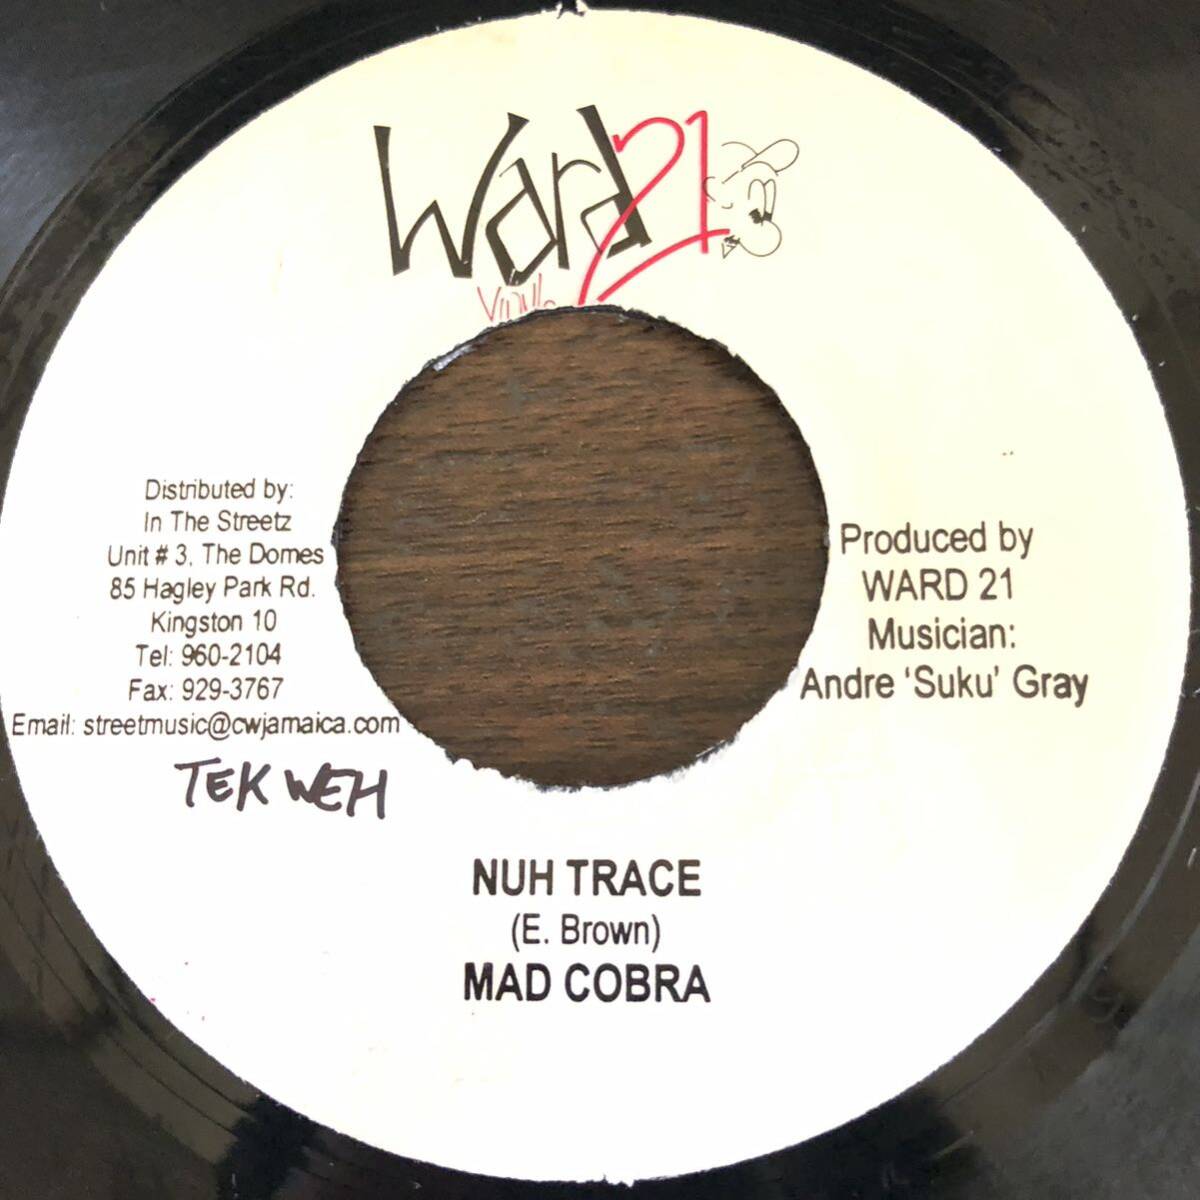 Ward 21
Vinyls
Distributed by:
In The Streetz
Unit # 3, The Domes
85 Hagley Park Rd.
Kingston 10
Tel: 960-2104
Fax: 929-3767
Email: streetmusic@cwjamaica.com
TEK WEH
Produced by
WARD 21
Musician:
Andre ‘Suku’ Gray
NUH TRACE
(E. Brown)
MAD COBRA